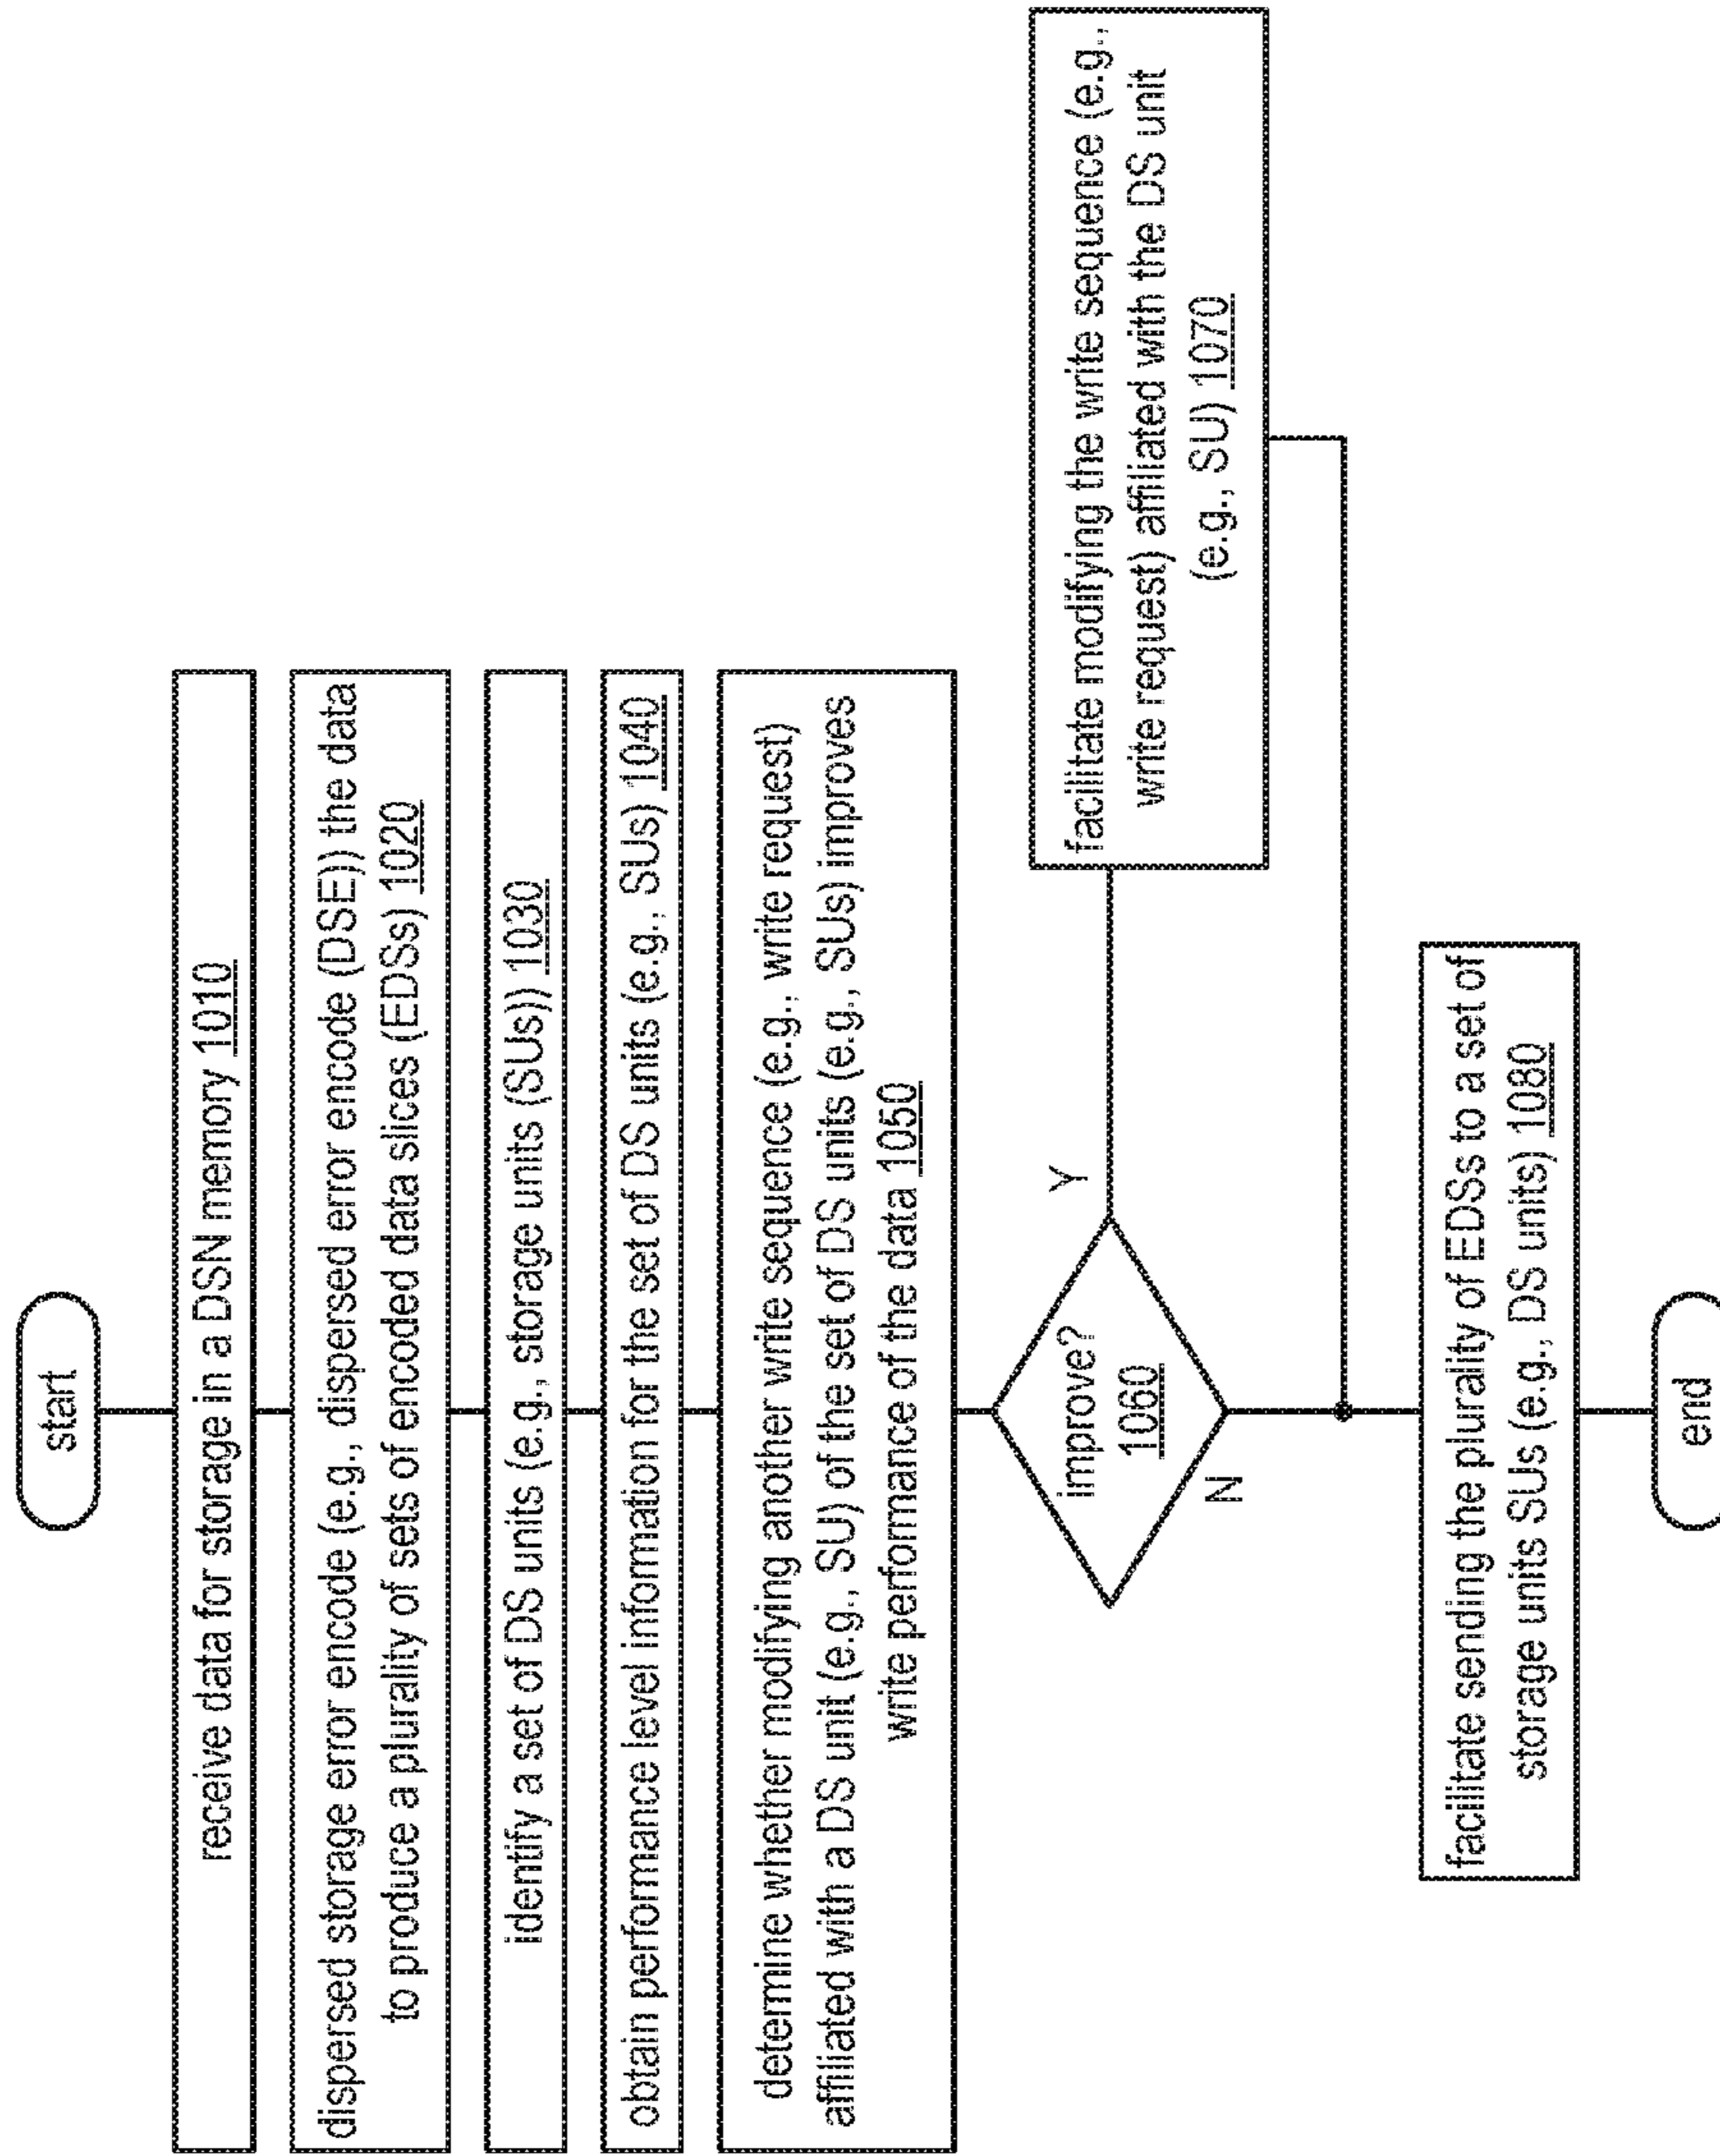 start
receive data for storage in a DSN memory 1010
dispersed storage error encode (e.g., dispersed error encode (DSE)) the data
to produce a plurality of sets of encoded data slices (EDSs) 1020
identify a set of DS units (e.g., storage units (SUs)) 1030
obtain performance level information for the set of DS units (e.g., SUs) 1040
determine whether modifying another write sequence (e.g., write request)
affiliated with a DS unit (e.g., SU) of the set of DS units (e.g., SUs) improves
write performance of the data 1050
improve?
1060
Y
N
facilitate modifying the write sequence (e.g.,
write request) affiliated with the DS unit
(e.g., SU) 1070
facilitate sending the plurality of EDSs to a set of
storage units SUs (e.g., DS units) 1080
end